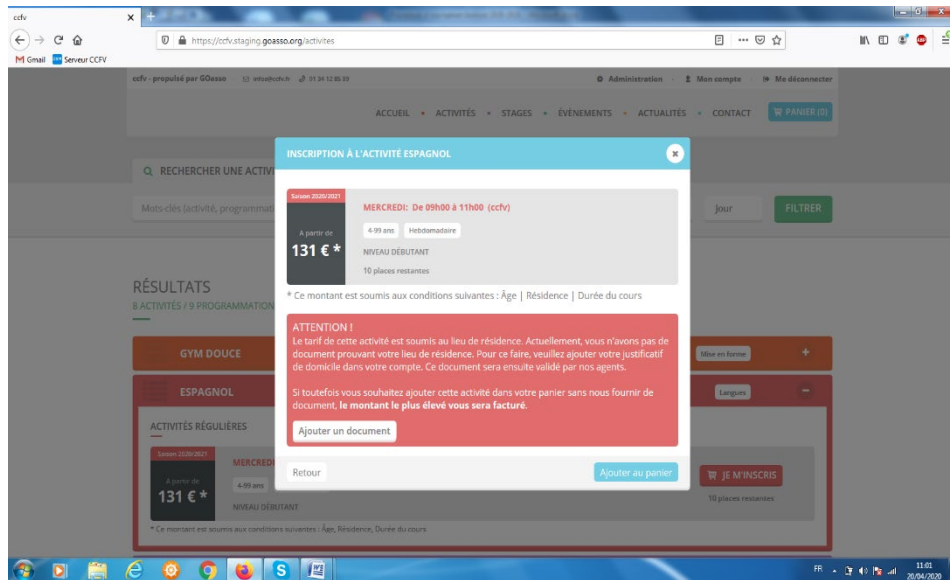 ccfv
https://ccfv.staging.goasso.org/activites
Gmail Serveur CCFV
ccfv - propulsé par GOasso 01 34 12 85 89 Administration Mon compte Me déconnecter
ACCUEIL • ACTIVITÉS • STAGES • ÉVÈNEMENTS • ACTUALITÉS • CONTACT PANIER (0)
RECHERCHER UNE ACTIVI
Mots-clés (activité, programmati Jour FILTRER
INSCRIPTION À L'ACTIVITÉ ESPAGNOL
Saison 2020/2021
MERCREDI: De 09h00 à 11h00 (ccfv)
A partir de
131 € *
4-99 ans Hebdomadaire
NIVEAU DÉBUTANT
10 places restantes
* Ce montant est soumis aux conditions suivantes : Âge | Résidence | Durée du cours
ATTENTION !
Le tarif de cette activité est soumis au lieu de résidence. Actuellement, vous n'avons pas de
document prouvant votre lieu de résidence. Pour ce faire, veuillez ajouter votre justificatif
de domicile dans votre compte. Ce document sera ensuite validé par nos agents.
Si toutefois vous souhaitez ajouter cette activité dans votre panier sans nous fournir de
document, le montant le plus élevé vous sera facturé.
Ajouter un document
Retour Ajouter au panier
RÉSULTATS
8 ACTIVITÉS / 9 PROGRAMMATION
GYM DOUCE Mise en forme
ESPAGNOL Langues
ACTIVITÉS RÉGULIÈRES
Saison 2020/2021
MERCREDI
A partir de
131 € *
4-99 ans
NIVEAU DÉBUTANT
JE M'INSCRIS
10 places restantes
* Ce montant est soumis aux conditions suivantes : Âge, Résidence, Durée du cours
FR 11:01
20/04/2020